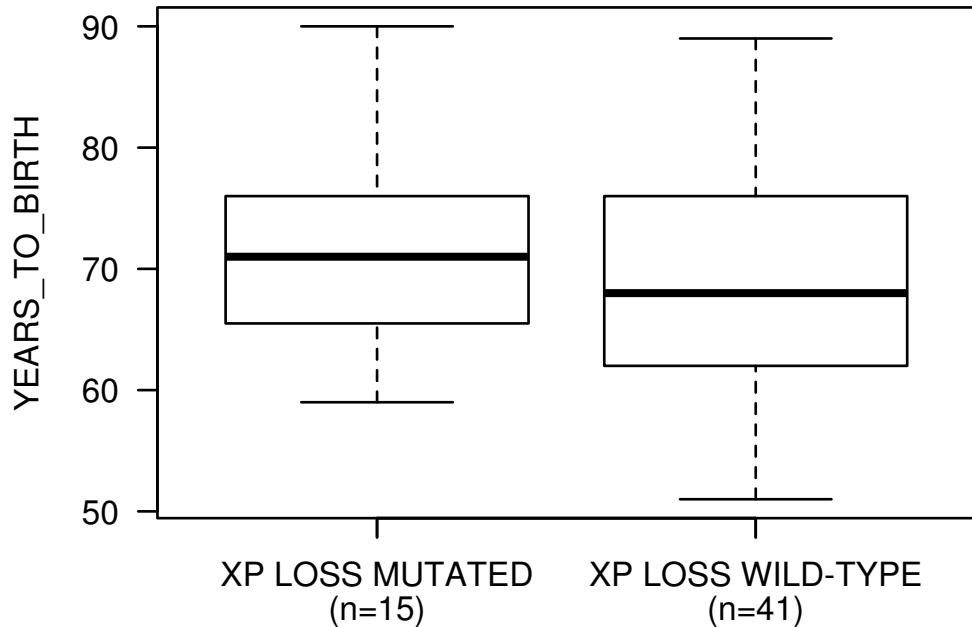 YEARS_TO_BIRTH
90
80
70
60
50
XP LOSS MUTATED
(n=15)
XP LOSS WILD-TYPE
(n=41)